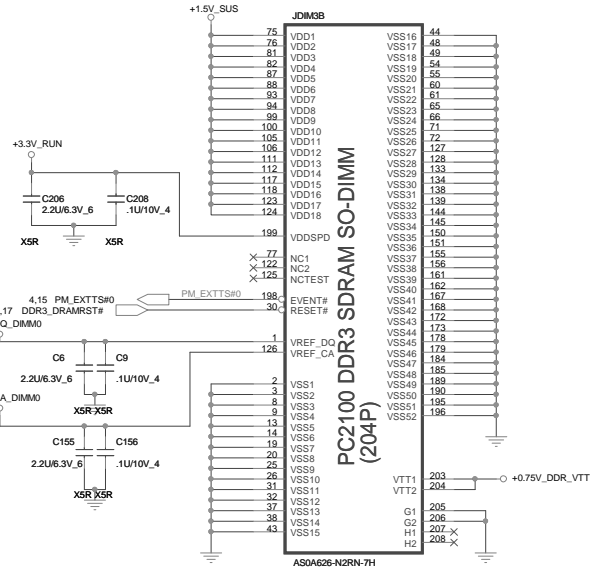 +1.5V_SUS
JDIM3B
75 VDD1 VSS16 44
76 VDD2 VSS17 48
81 VDD3 VSS18 49
82 VDD4 VSS19 54
87 VDD5 VSS20 55
88 VDD6 VSS21 60
93 VDD7 VSS22 61
94 VDD8 VSS23 65
99 VDD9 VSS24 66
100 VDD10 VSS25 71
105 VDD11 VSS26 72
106 VDD12 VSS27 127
111 VDD13 VSS28 128
112 VDD14 VSS29 133
117 VDD15 VSS30 134
118 VDD16 VSS31 138
123 VDD17 VSS32 139
124 VDD18 VSS33 144
VSS34 145
199 VDDSPD VSS35 150
VSS36 151
77 NC1 VSS37 155
122 NC2 VSS38 156
125 NCTEST VSS39 161
VSS40 162
198 EVENT# VSS41 167
30 RESET# VSS42 168
VSS43 172
VSS44 173
1 VREF_DQ VSS45 178
126 VREF_CA VSS46 179
VSS47 184
VSS48 185
2 VSS1 VSS49 189
3 VSS2 VSS50 190
8 VSS3 VSS51 195
9 VSS4 VSS52 196
13 VSS5
14 VSS6
19 VSS7
20 VSS8
25 VSS9
26 VSS10
31 VSS11
32 VSS12
37 VSS13
38 VSS14
43 VSS15
VTT1 203
VTT2 204
+0.75V_DDR_VTT
G1 205
G2 206
H1 207
H2 208
PC2100 DDR3 SDRAM SO-DIMM
(204P)
AS0A626-N2RN-7H
+3.3V_RUN
C206
2.2U/6.3V_6
X5R
C208
.1U/10V_4
X5R
4,15 PM_EXTTS#0
PM_EXTTS#0
,17 DDR3_DRAMRST#
Q_DIMM0
C6
2.2U/6.3V_6
X5R
C9
.1U/10V_4
X5R
A_DIMM0
C155
2.2U/6.3V_6
X5R
C156
.1U/10V_4
X5R